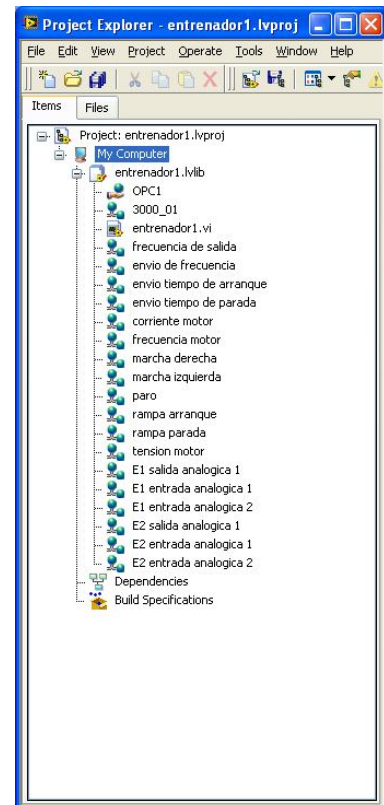 Project Explorer - entrenador1.lvproj
File Edit View Project Operate Tools Window Help
Items Files
Project: entrenador1.lvproj
My Computer
entrenador1.lvlib
OPC1
3000_01
entrenador1.vi
frecuencia de salida
envio de frecuencia
envio tiempo de arranque
envio tiempo de parada
corriente motor
frecuencia motor
marcha derecha
marcha izquierda
paro
rampa arranque
rampa parada
tension motor
E1 salida analogica 1
E1 entrada analogica 1
E1 entrada analogica 2
E2 salida analogica 1
E2 entrada analogica 1
E2 entrada analogica 2
Dependencies
Build Specifications